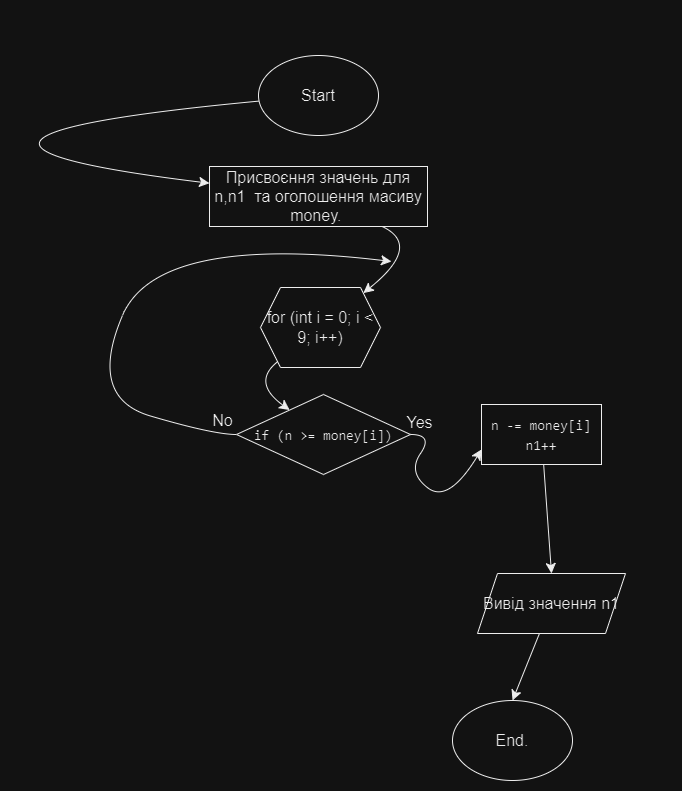 Start
Присвоєння значень для
n,n1 та оголошення масиву
money.
for (int i = 0; i <
9; i++)
No
if (n >= money[i])
Yes
n -= money[i]
n1++
Вивід значення n1
End.